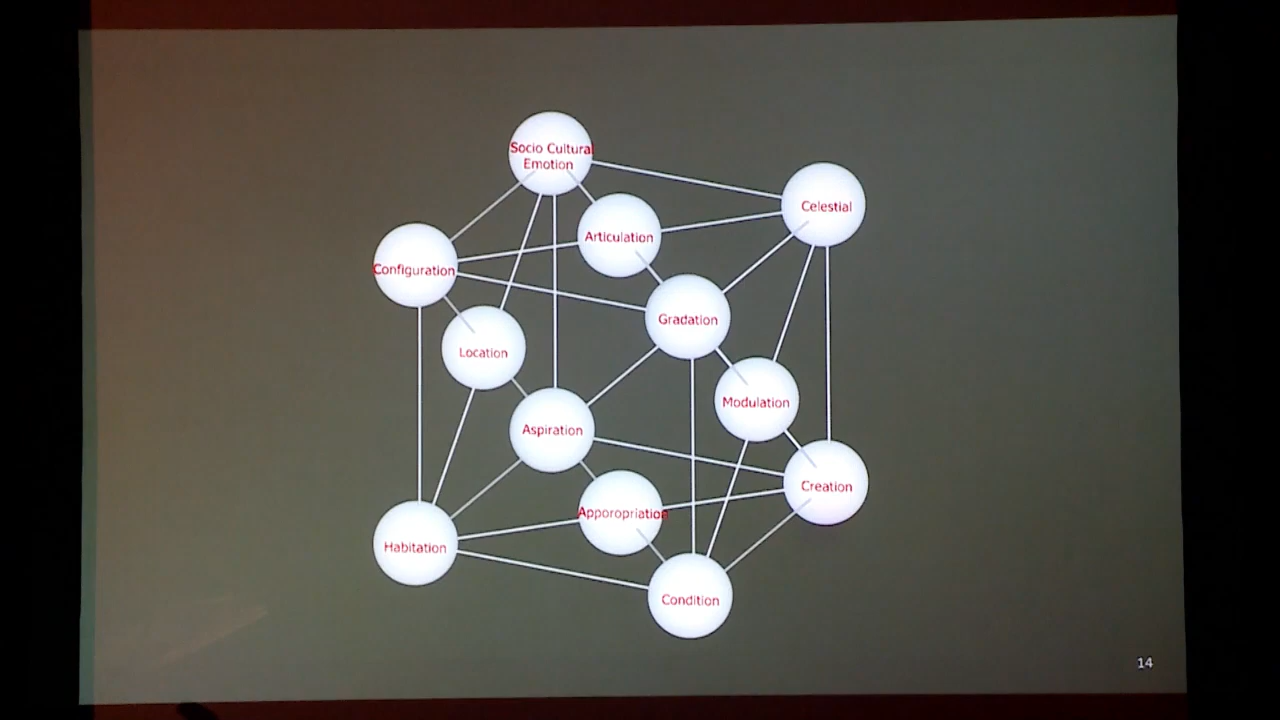 Socio Cultural
Emotion
Celestial
Articulation
Configuration
Gradation
Location
Modulation
Aspiration
Creation
Apporopriation
Habitation
Condition
14